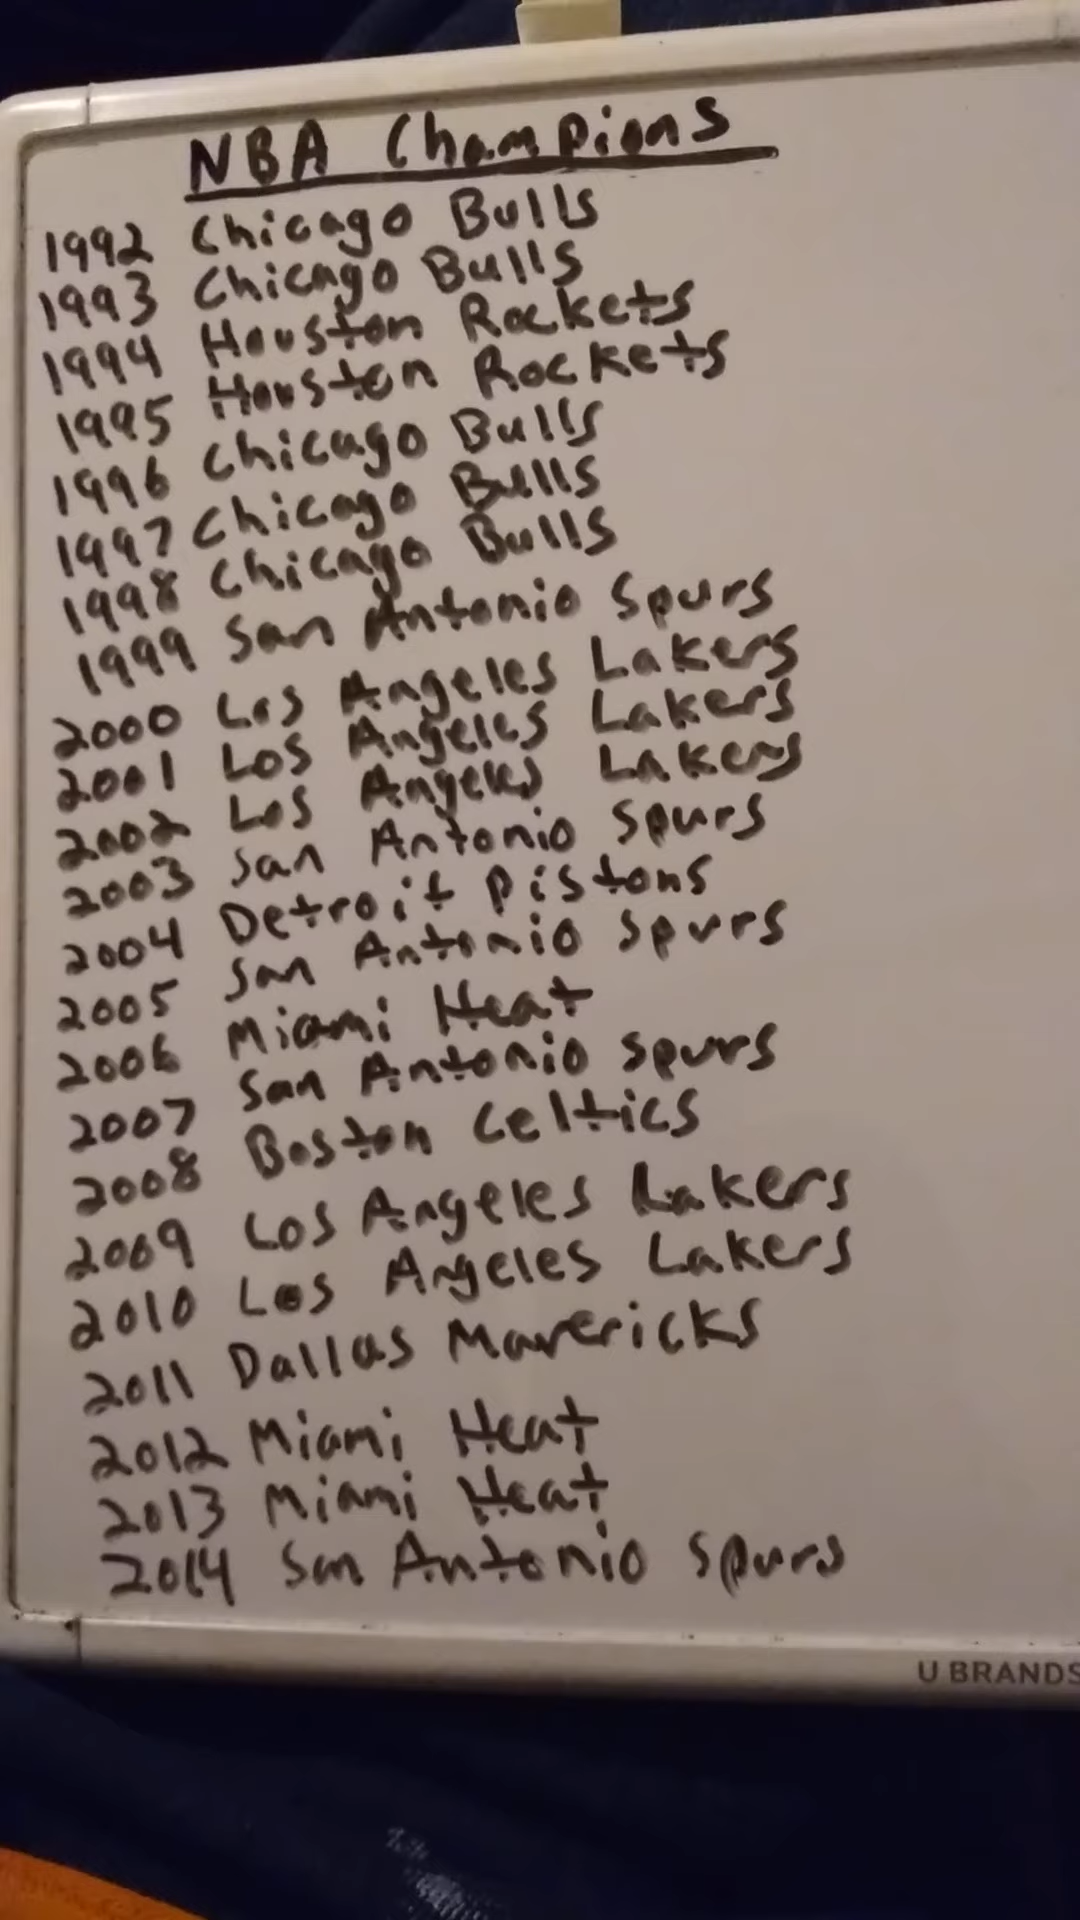 NBA Champions
1992 Chicago Bulls
1993 Chicago Bulls
1994 Houston Rockets
1995 Houston Rockets
1996 Chicago Bulls
1997 Chicago Bulls
1998 Chicago Bulls
1999 San Antonio Spurs
2000 Los Angeles Lakers
2001 Los Angeles Lakers
2002 Los Angeles Lakers
2003 San Antonio Spurs
2004 Detroit Pistons
2005 San Antonio Spurs
2006 Miami Heat
2007 San Antonio Spurs
2008 Boston Celtics
2009 Los Angeles Lakers
2010 Los Angeles Lakers
2011 Dallas Mavericks
2012 Miami Heat
2013 Miami Heat
2014 San Antonio Spurs
U BRANDS